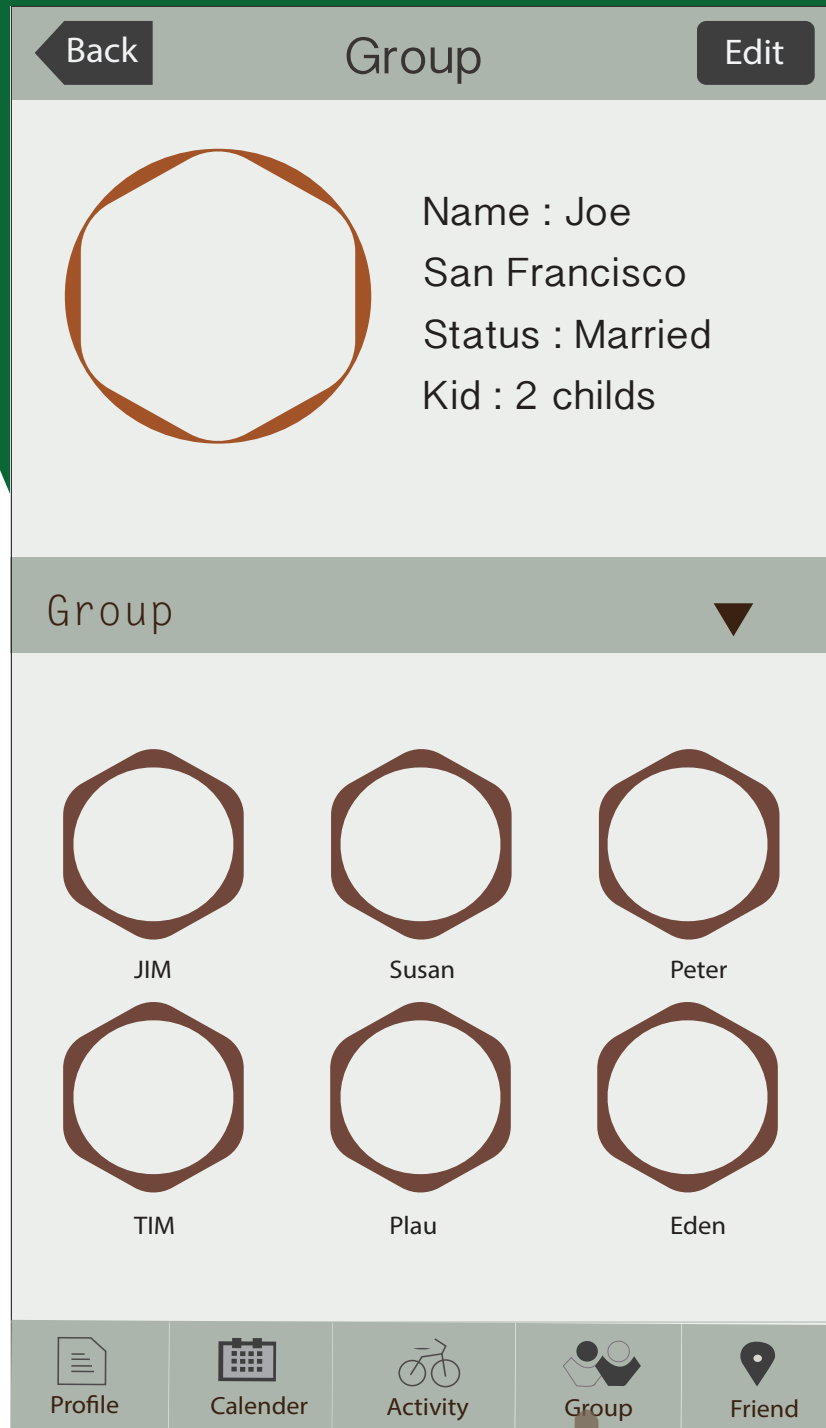 Back Group Edit
Name : Joe
San Francisco
Status : Married
Kid : 2 childs
Group
JIM Susan Peter
TIM Plau Eden
Profile Calender Activity Group Friend